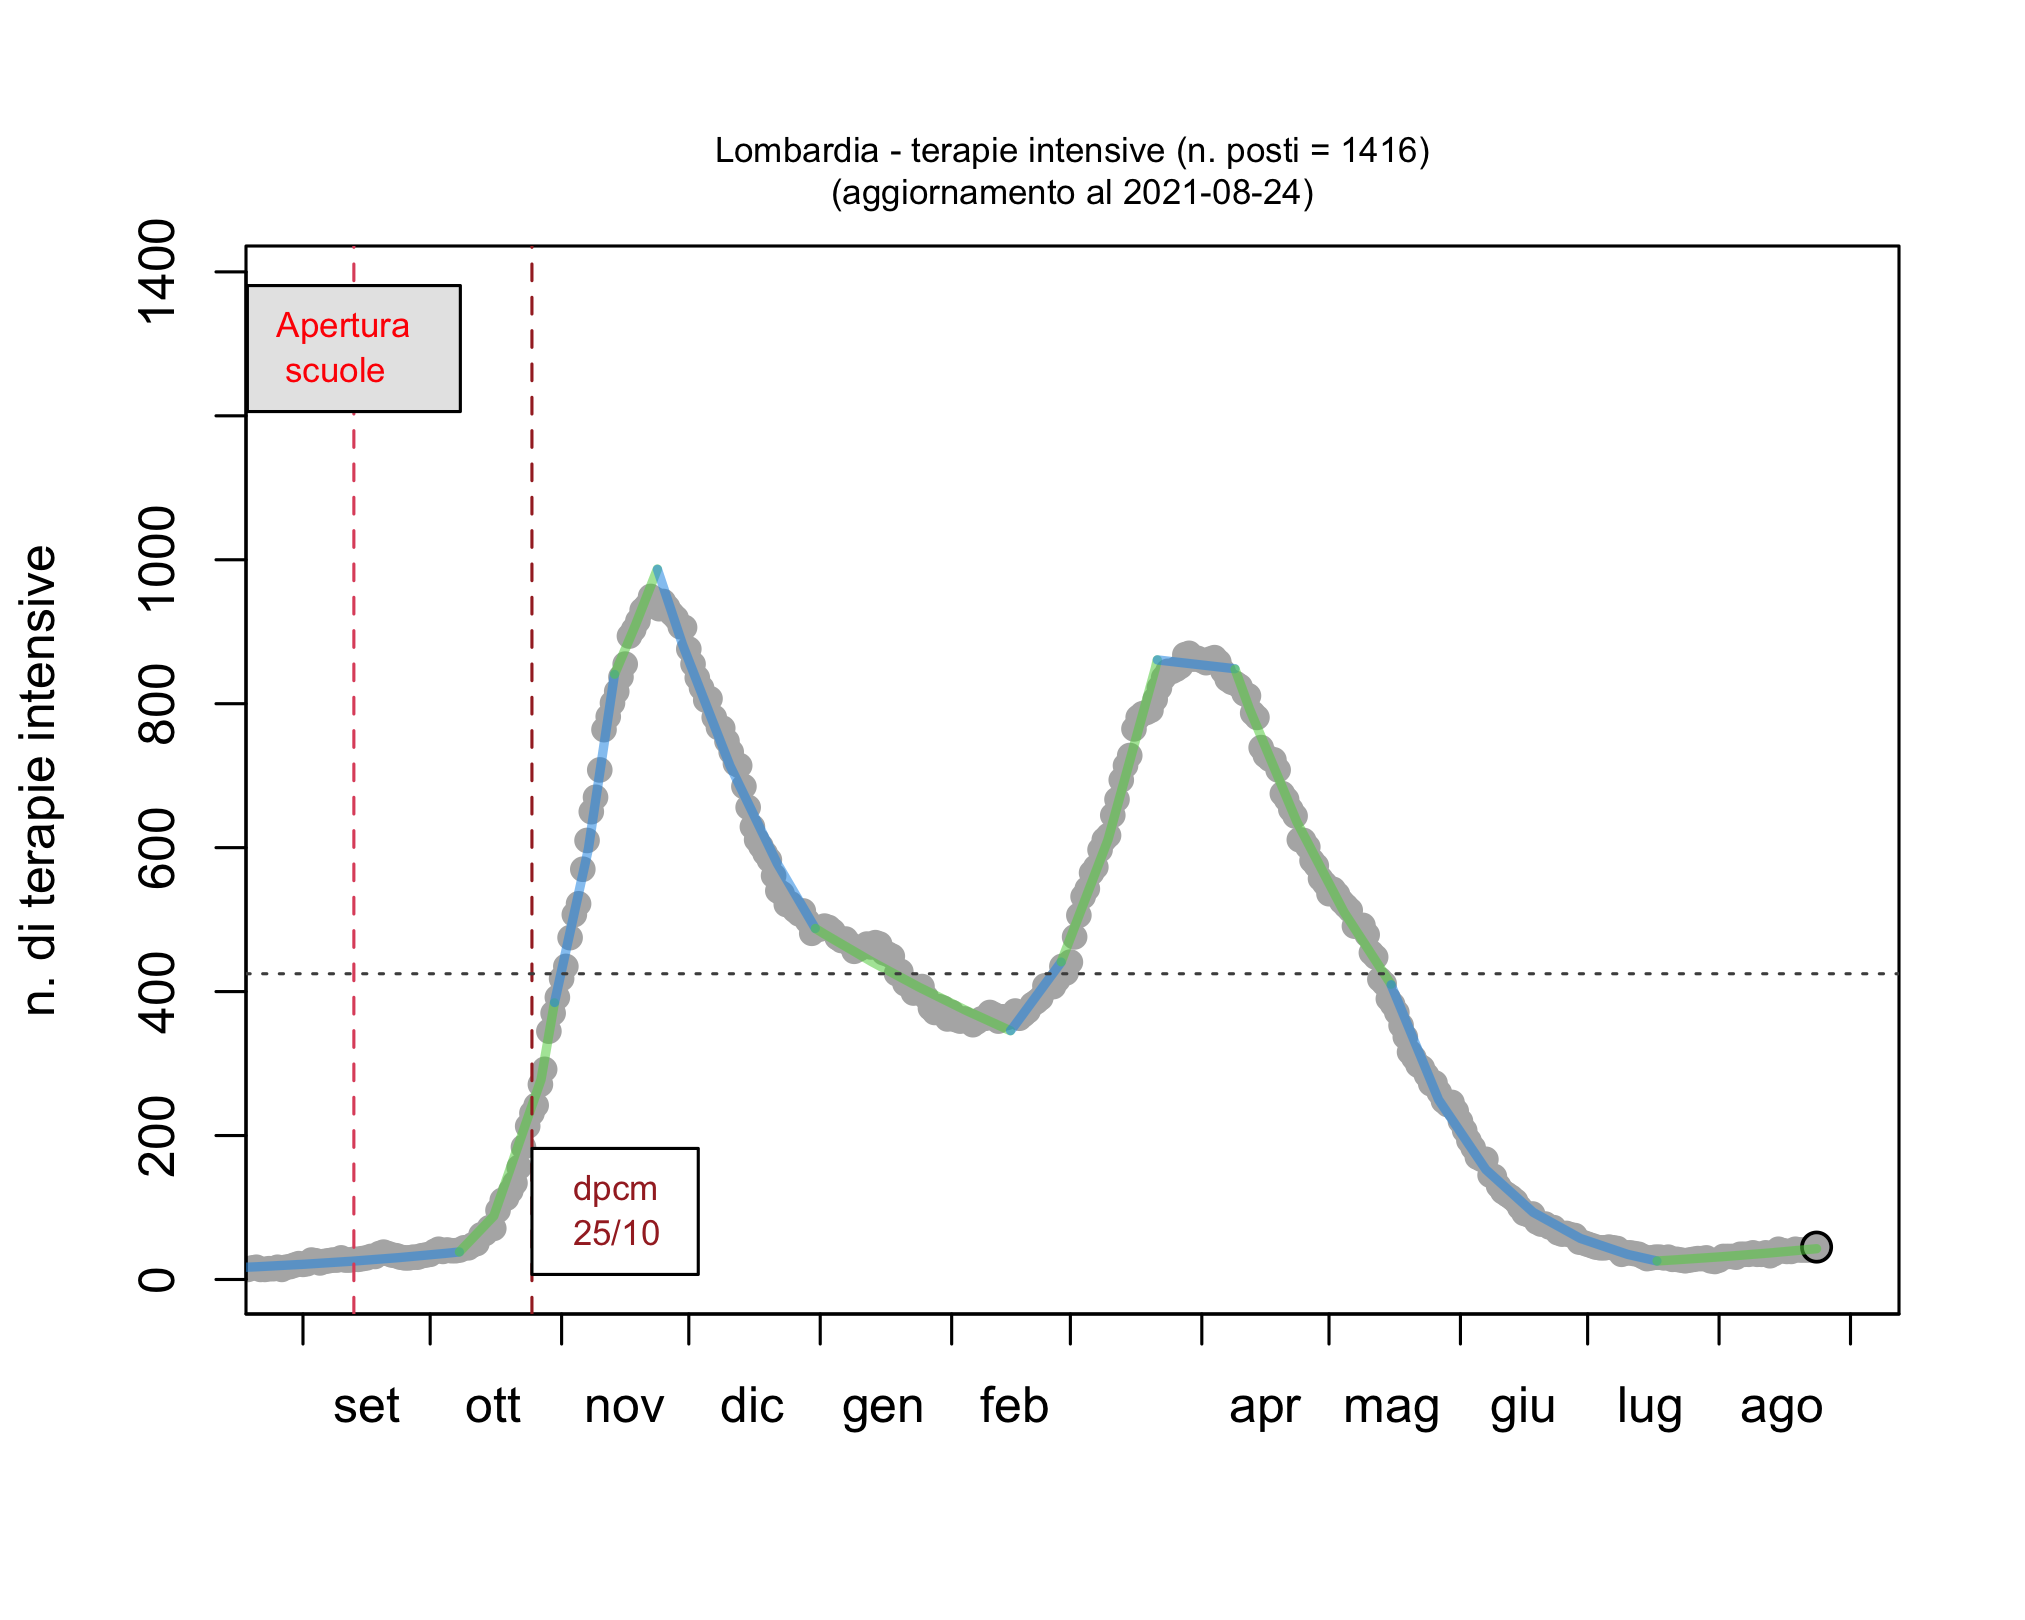 Lombardia - terapie intensive (n. posti = 1416)
(aggiornamento al 2021-08-24)
n. di terapie intensive
1400
1000
800
600
400
200
0
Apertura
scuole
dpcm
25/10
set ott nov dic gen feb apr mag giu lug ago